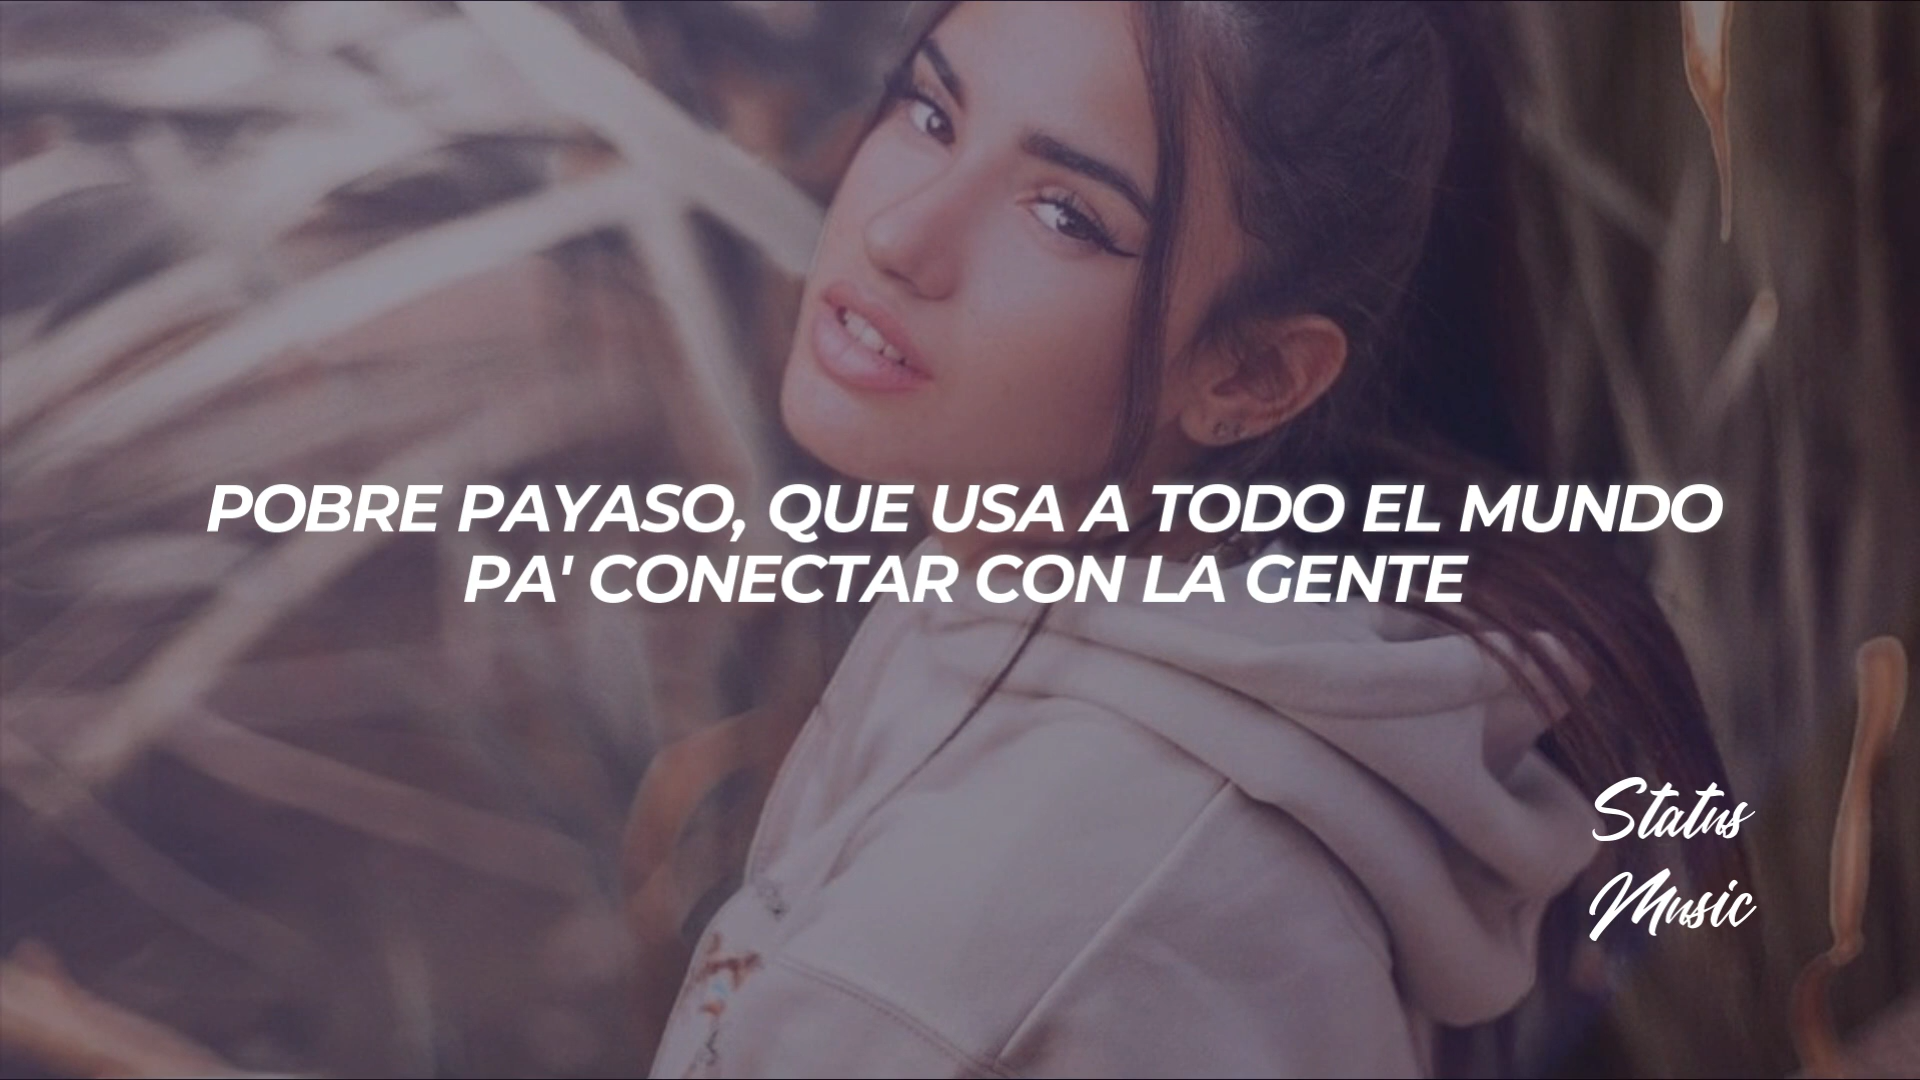 POBRE PAYASO, QUE USA A TODO EL MUNDO
PA' CONECTAR CON LA GENTE
Status
Music